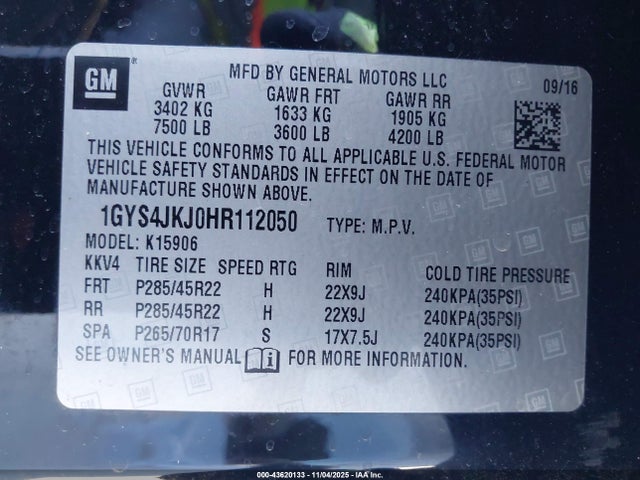 GM
MFD BY GENERAL MOTORS LLC
09/16
GVWR GAWR FRT GAWR RR
3402 KG 1633 KG 1905 KG
7500 LB 3600 LB 4200 LB
THIS VEHICLE CONFORMS TO ALL APPLICABLE U.S. FEDERAL MOTOR
VEHICLE SAFETY STANDARDS IN EFFECT ON THE DATE OF
MANUFACTURE SHOWN ABOVE.
1GYS4JKJ0HR112050 TYPE: M.P.V.
MODEL: K15906
KKV4 TIRE SIZE SPEED RTG RIM COLD TIRE PRESSURE
FRT P285/45R22 H 22X9J 240KPA(35PSI)
RR P285/45R22 H 22X9J 240KPA(35PSI)
SPA P265/70R17 S 17X7.5J 240KPA(35PSI)
SEE OWNER'S MANUAL i FOR MORE INFORMATION.
000-43620133 - 11/04/2025 - IAAI.com